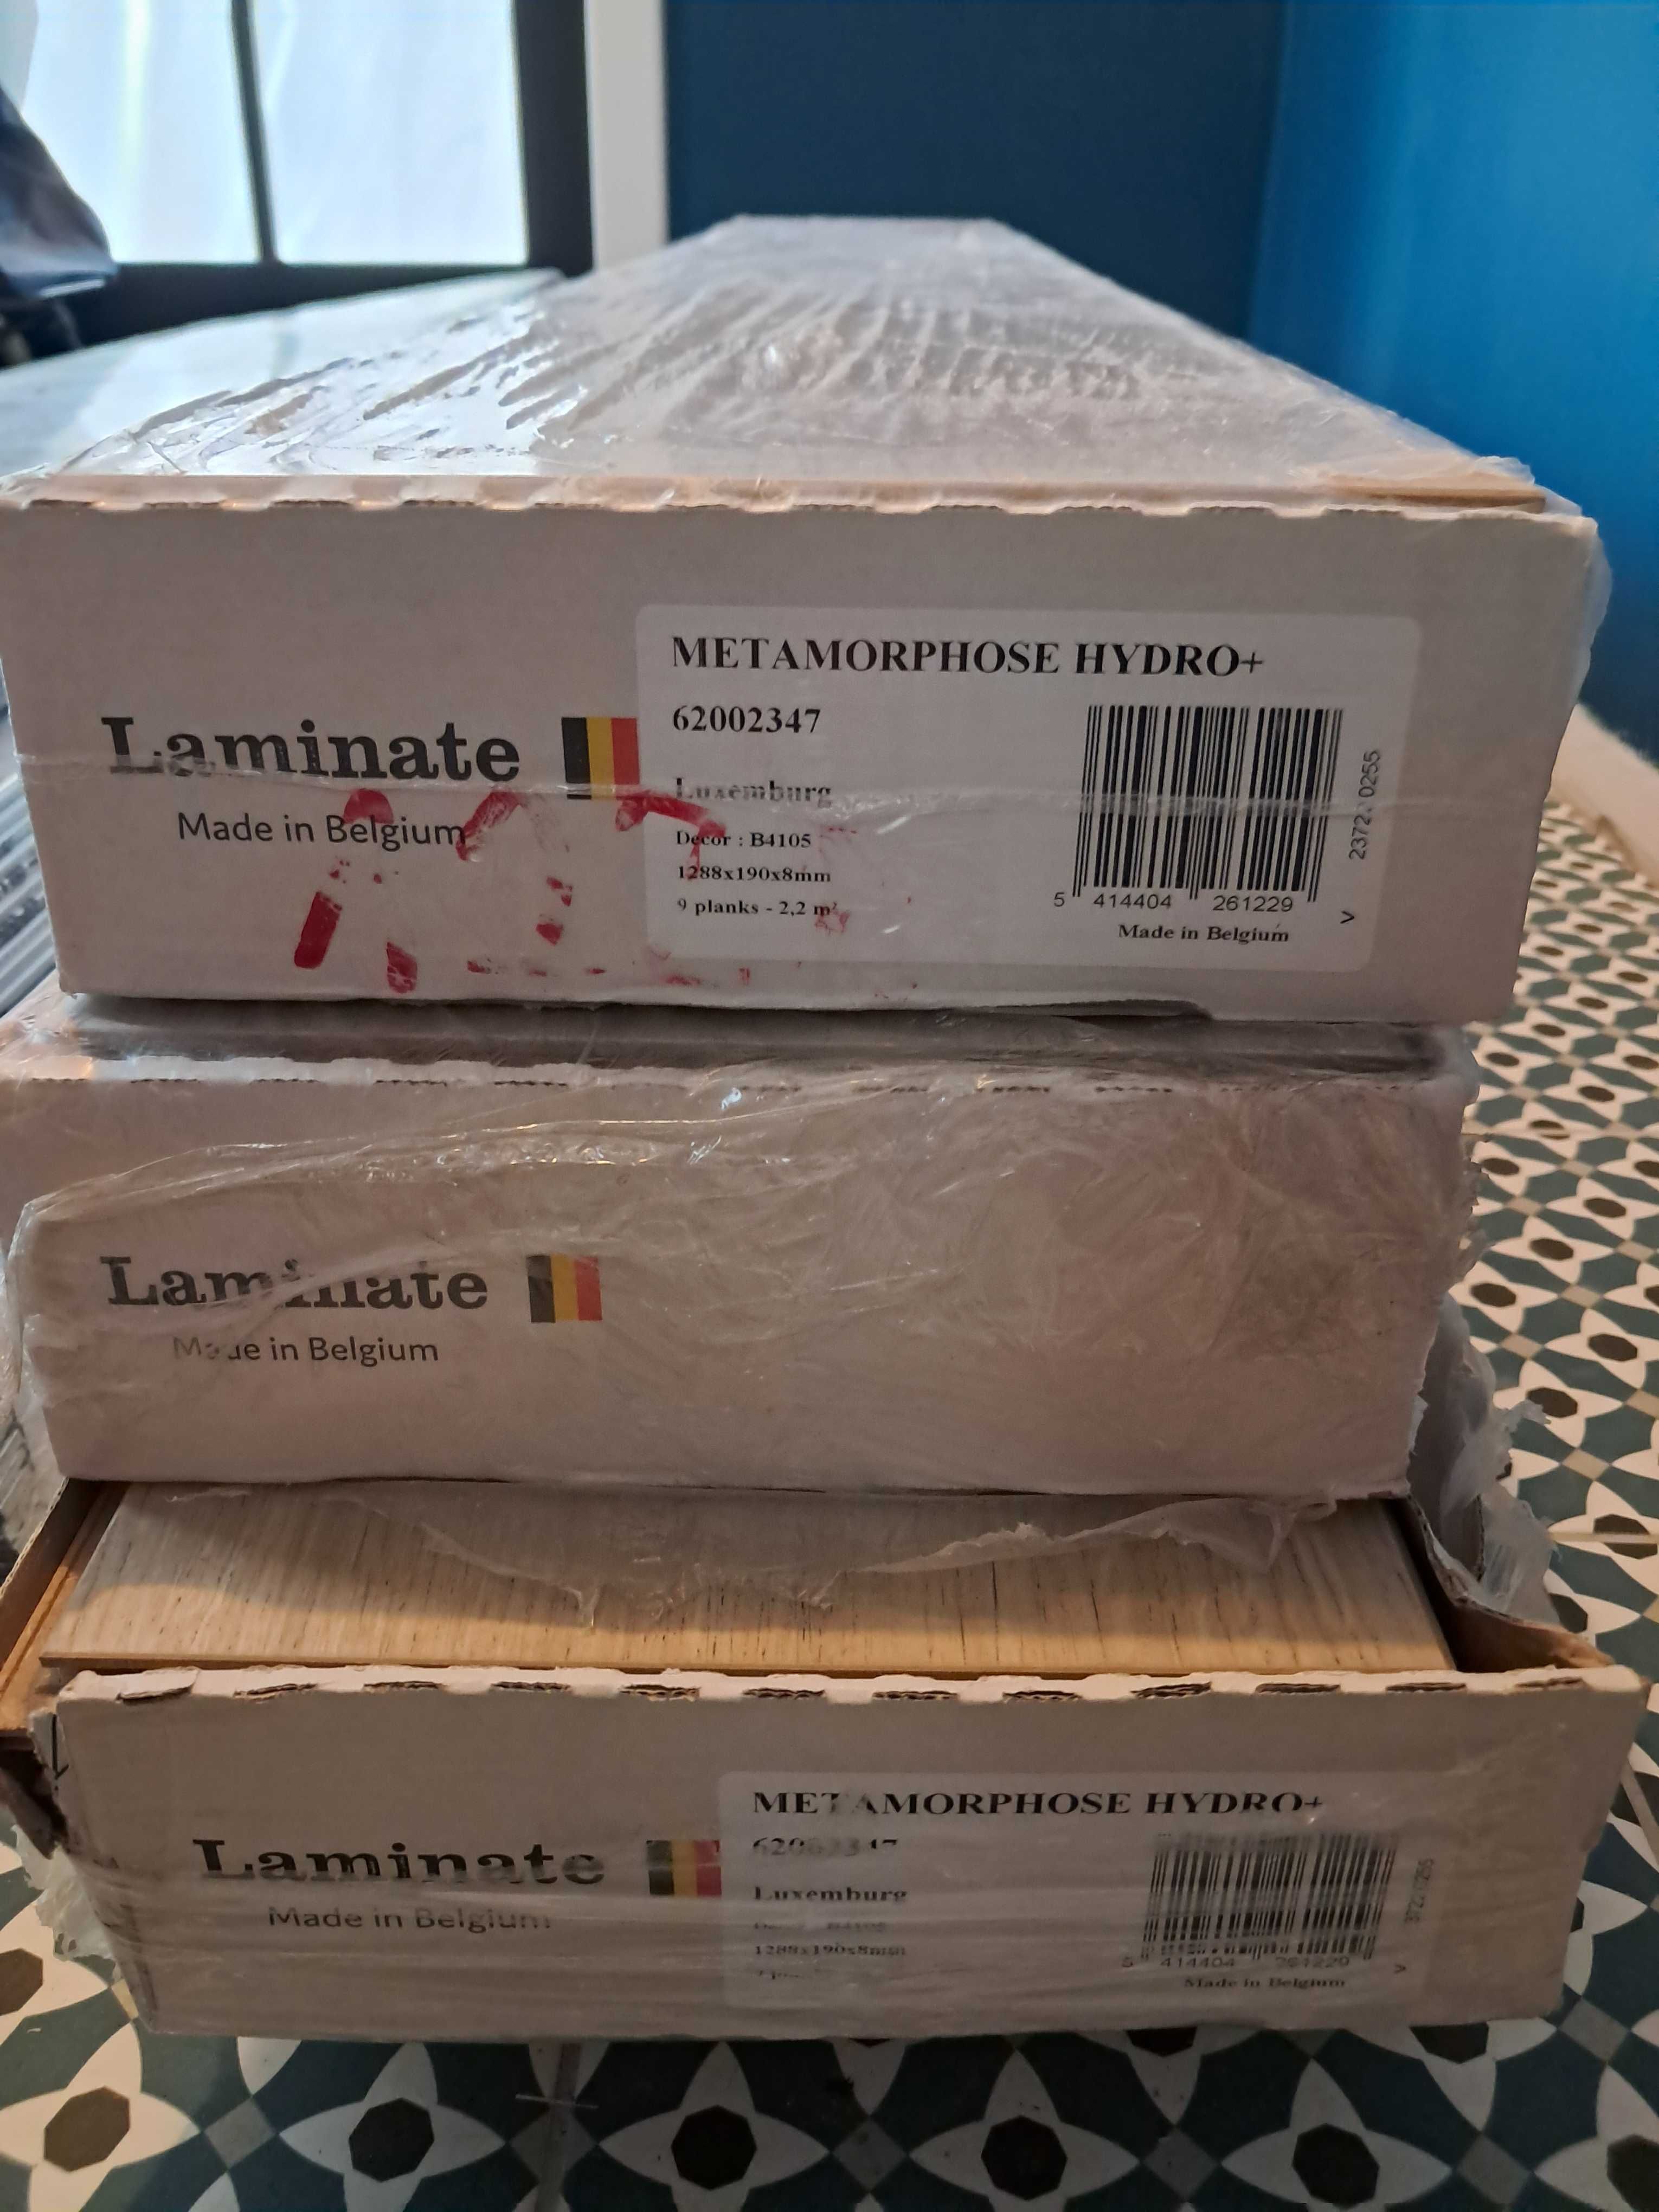 METAMORPHOSE HYDRO+
62002347
Laminate
Made in Belgium
Luxemburg
Decor : B4105
1288x190x8mm
9 planks - 2,2 m²
5 414404 261229 >
Made in Belgium
Laminate
Made in Belgium
METAMORPHOSE HYDRO+
Laminate
Made in Belgium
Luxemburg
1288x190x8mm
5 414404 261229 >
Made in Belgium